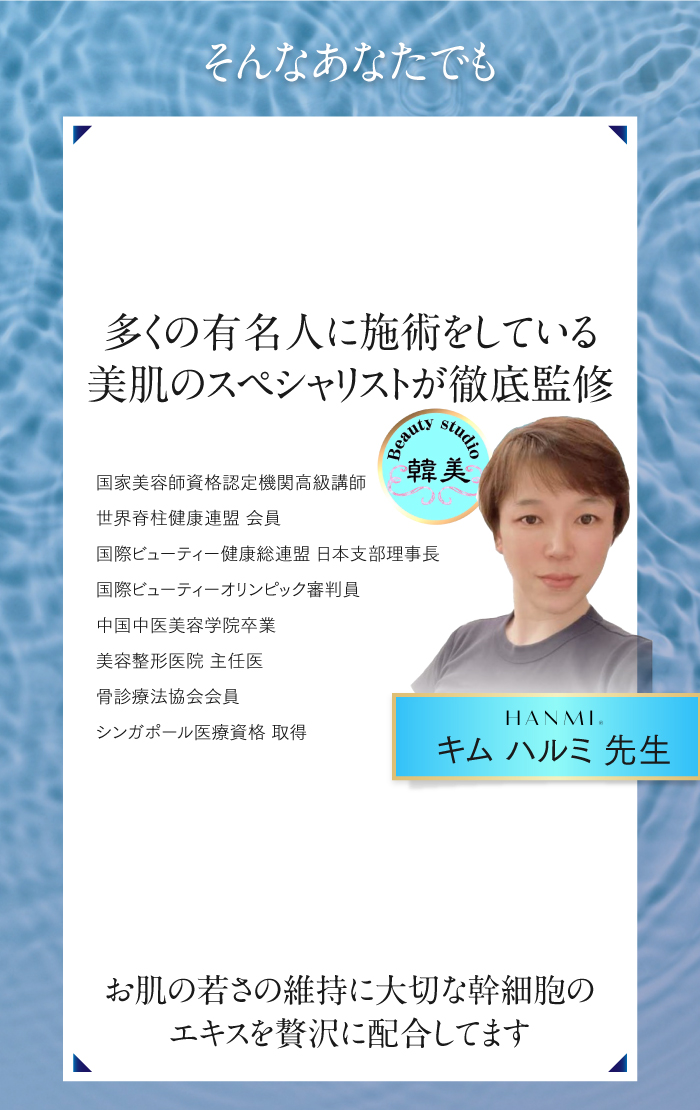 そんなあなたでも
多くの有名人に施術をしている
美肌のスペシャリストが徹底監修
Beauty studio
韓美
国家美容師資格認定機関高級講師
世界脊柱健康連盟 会員
国際ビューティー健康総連盟 日本支部理事長
国際ビューティーオリンピック審判員
中国中医美容学院卒業
美容整形医院 主任医
骨診療法協会会員
シンガポール医療資格 取得
HANMI®
キム ハルミ 先生
お肌の若さの維持に大切な幹細胞の
エキスを贅沢に配合してます